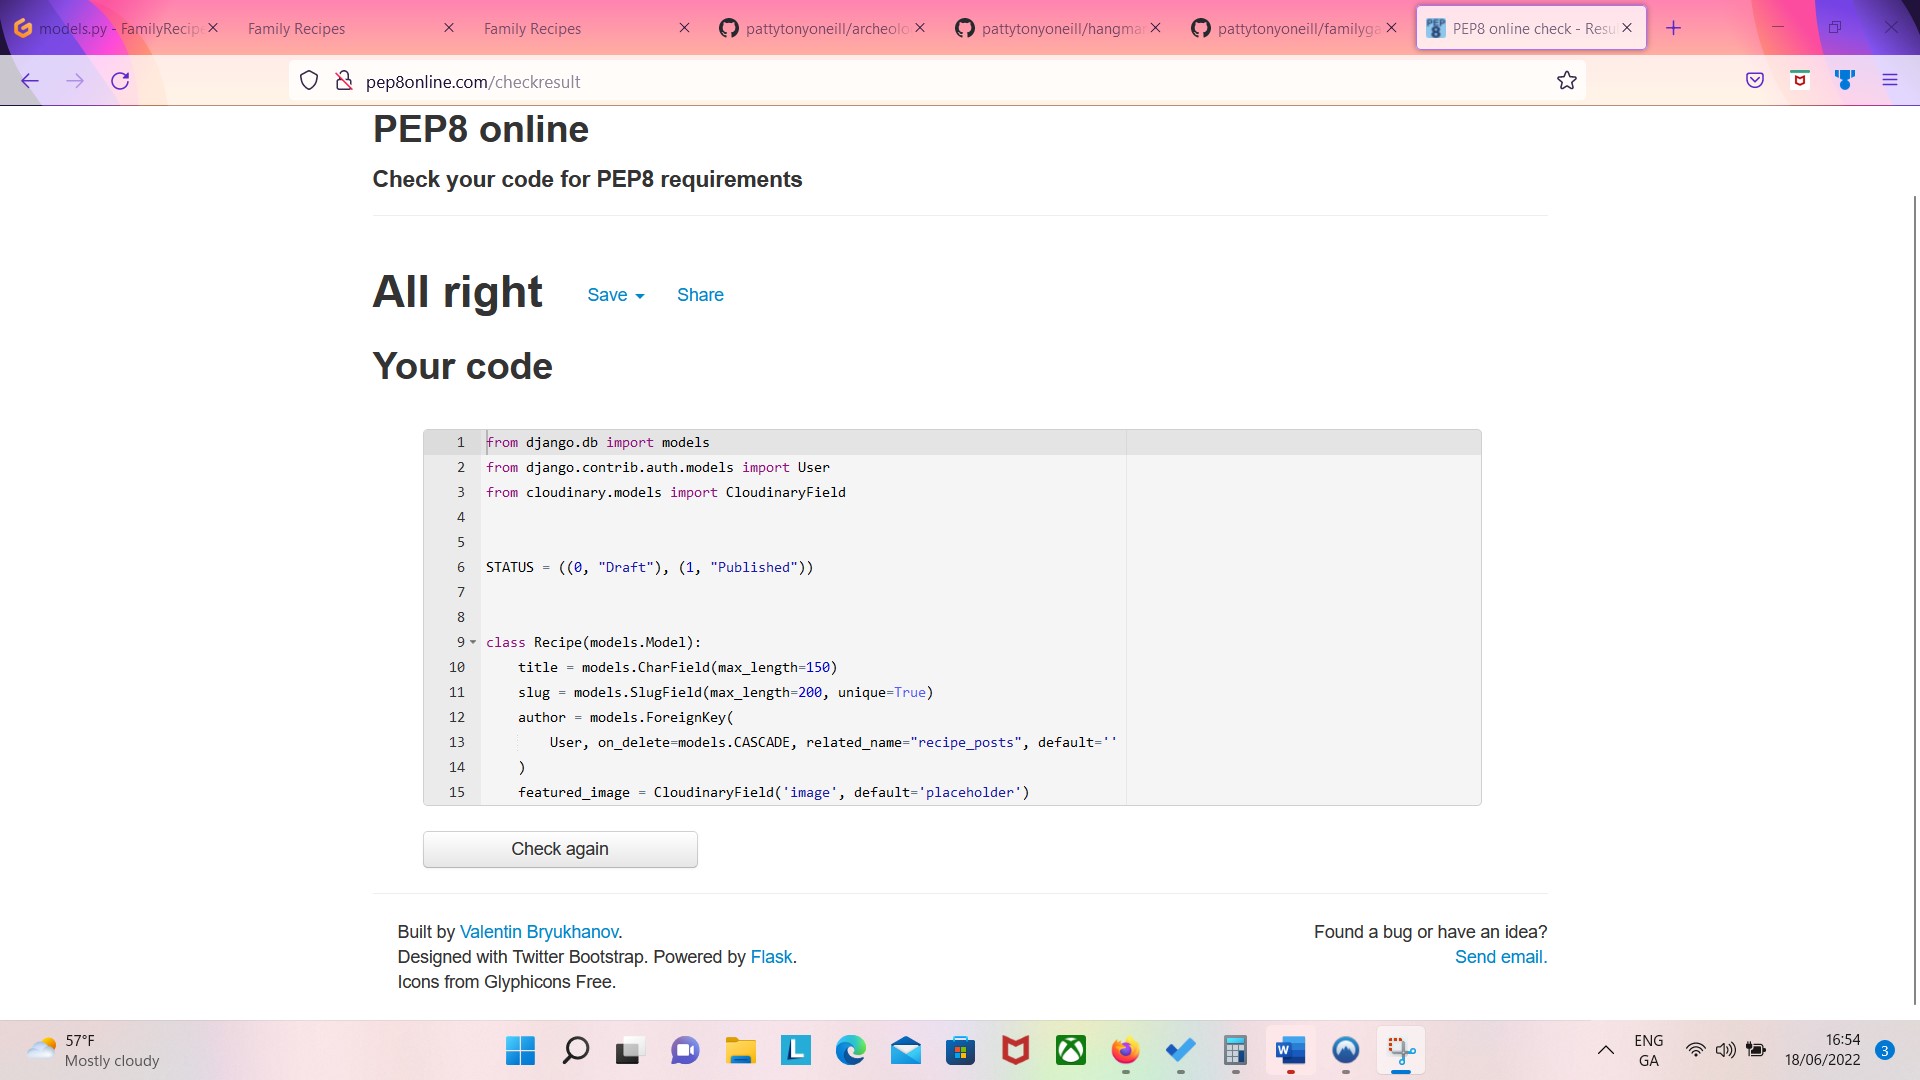 models.py - FamilyRecipe
Family Recipes
Family Recipes
pattytonyoneill/archeolo
pattytonyoneill/hangma
pattytonyoneill/familyga
PEP8 online check - Resu
pep8online.com/checkresult
PEP8 online
Check your code for PEP8 requirements
All right
Save
Share
Your code
1 from django.db import models
2 from django.contrib.auth.models import User
3 from cloudinary.models import CloudinaryField
4
5
6 STATUS = ((0, "Draft"), (1, "Published"))
7
8
9 class Recipe(models.Model):
10     title = models.CharField(max_length=150)
11     slug = models.SlugField(max_length=200, unique=True)
12     author = models.ForeignKey(
13         User, on_delete=models.CASCADE, related_name="recipe_posts", default=''
14     )
15     featured_image = CloudinaryField('image', default='placeholder')
Check again
Built by Valentin Bryukhanov.
Designed with Twitter Bootstrap. Powered by Flask.
Icons from Glyphicons Free.
Found a bug or have an idea?
Send email.
57°F
Mostly cloudy
ENG
GA
16:54
18/06/2022
3